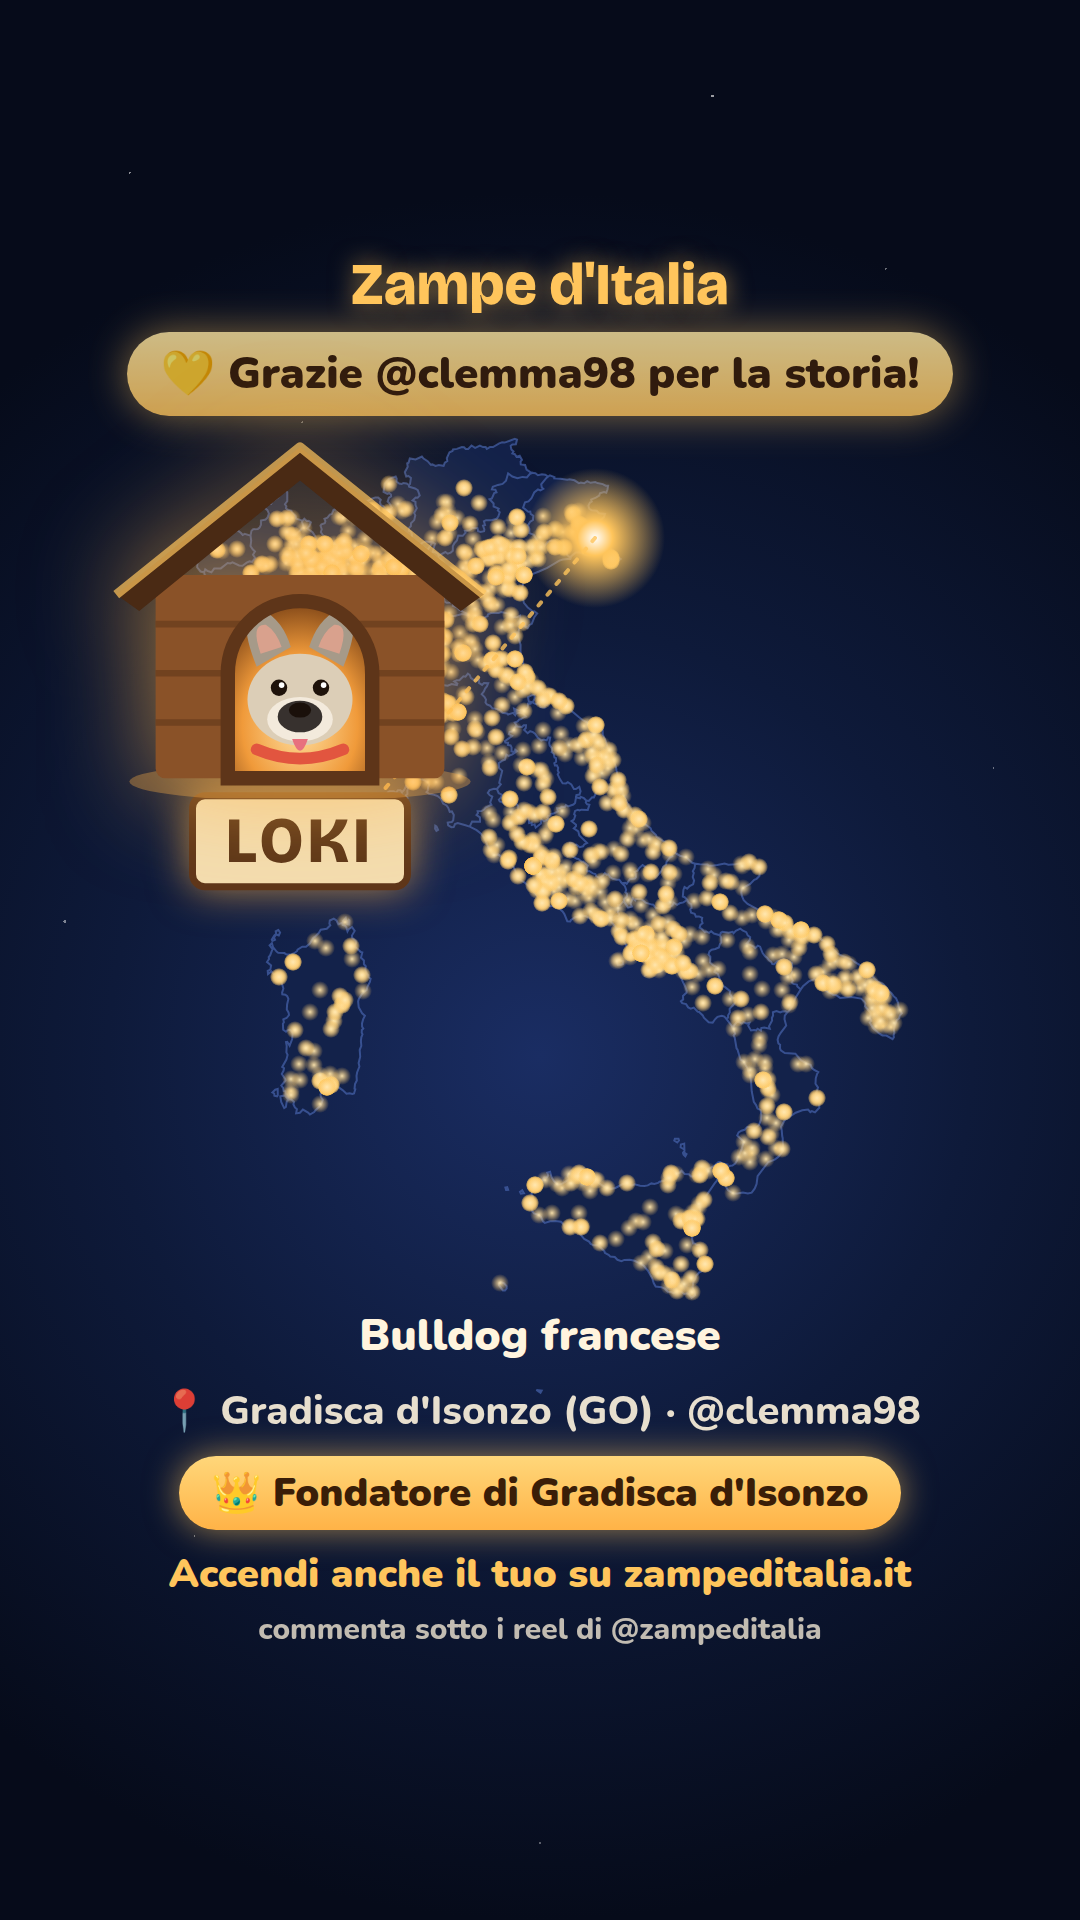 Zampe d'Italia
💛 Grazie @clemma98 per la storia!
LOKI
Bulldog francese
📍 Gradisca d'Isonzo (GO) · @clemma98
👑 Fondatore di Gradisca d'Isonzo
Accendi anche il tuo su zampeditalia.it
commenta sotto i reel di @zampeditalia